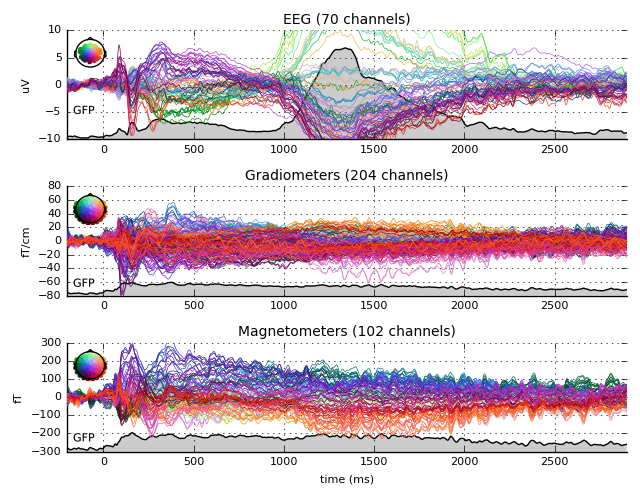 EEG (70 channels)
10
5
0
−5
−10
uV
GFP
0 500 1000 1500 2000 2500
Gradiometers (204 channels)
80
60
40
20
0
−20
−40
−60
−80
fT/cm
GFP
0 500 1000 1500 2000 2500
Magnetometers (102 channels)
300
200
100
0
−100
−200
−300
fT
GFP
0 500 1000 1500 2000 2500
time (ms)